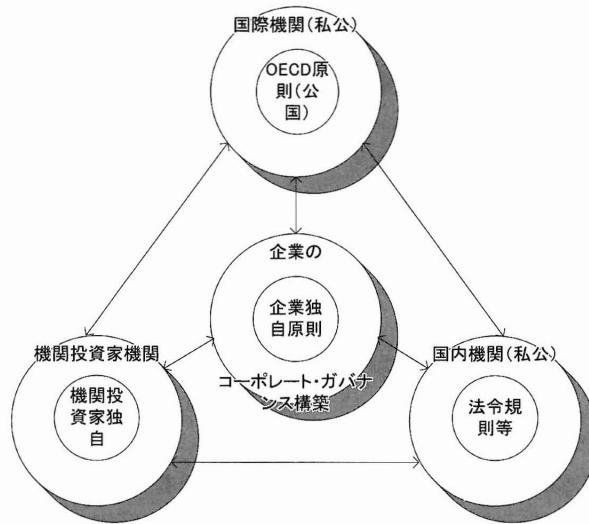 国際機関(私公)
OECD原
則(公
国)
企業の
企業独
自原則
コーポレート・ガバナ
ンス構築
機関投資家機関
機関投
資家独
自
国内機関(私公)
法令規
則等